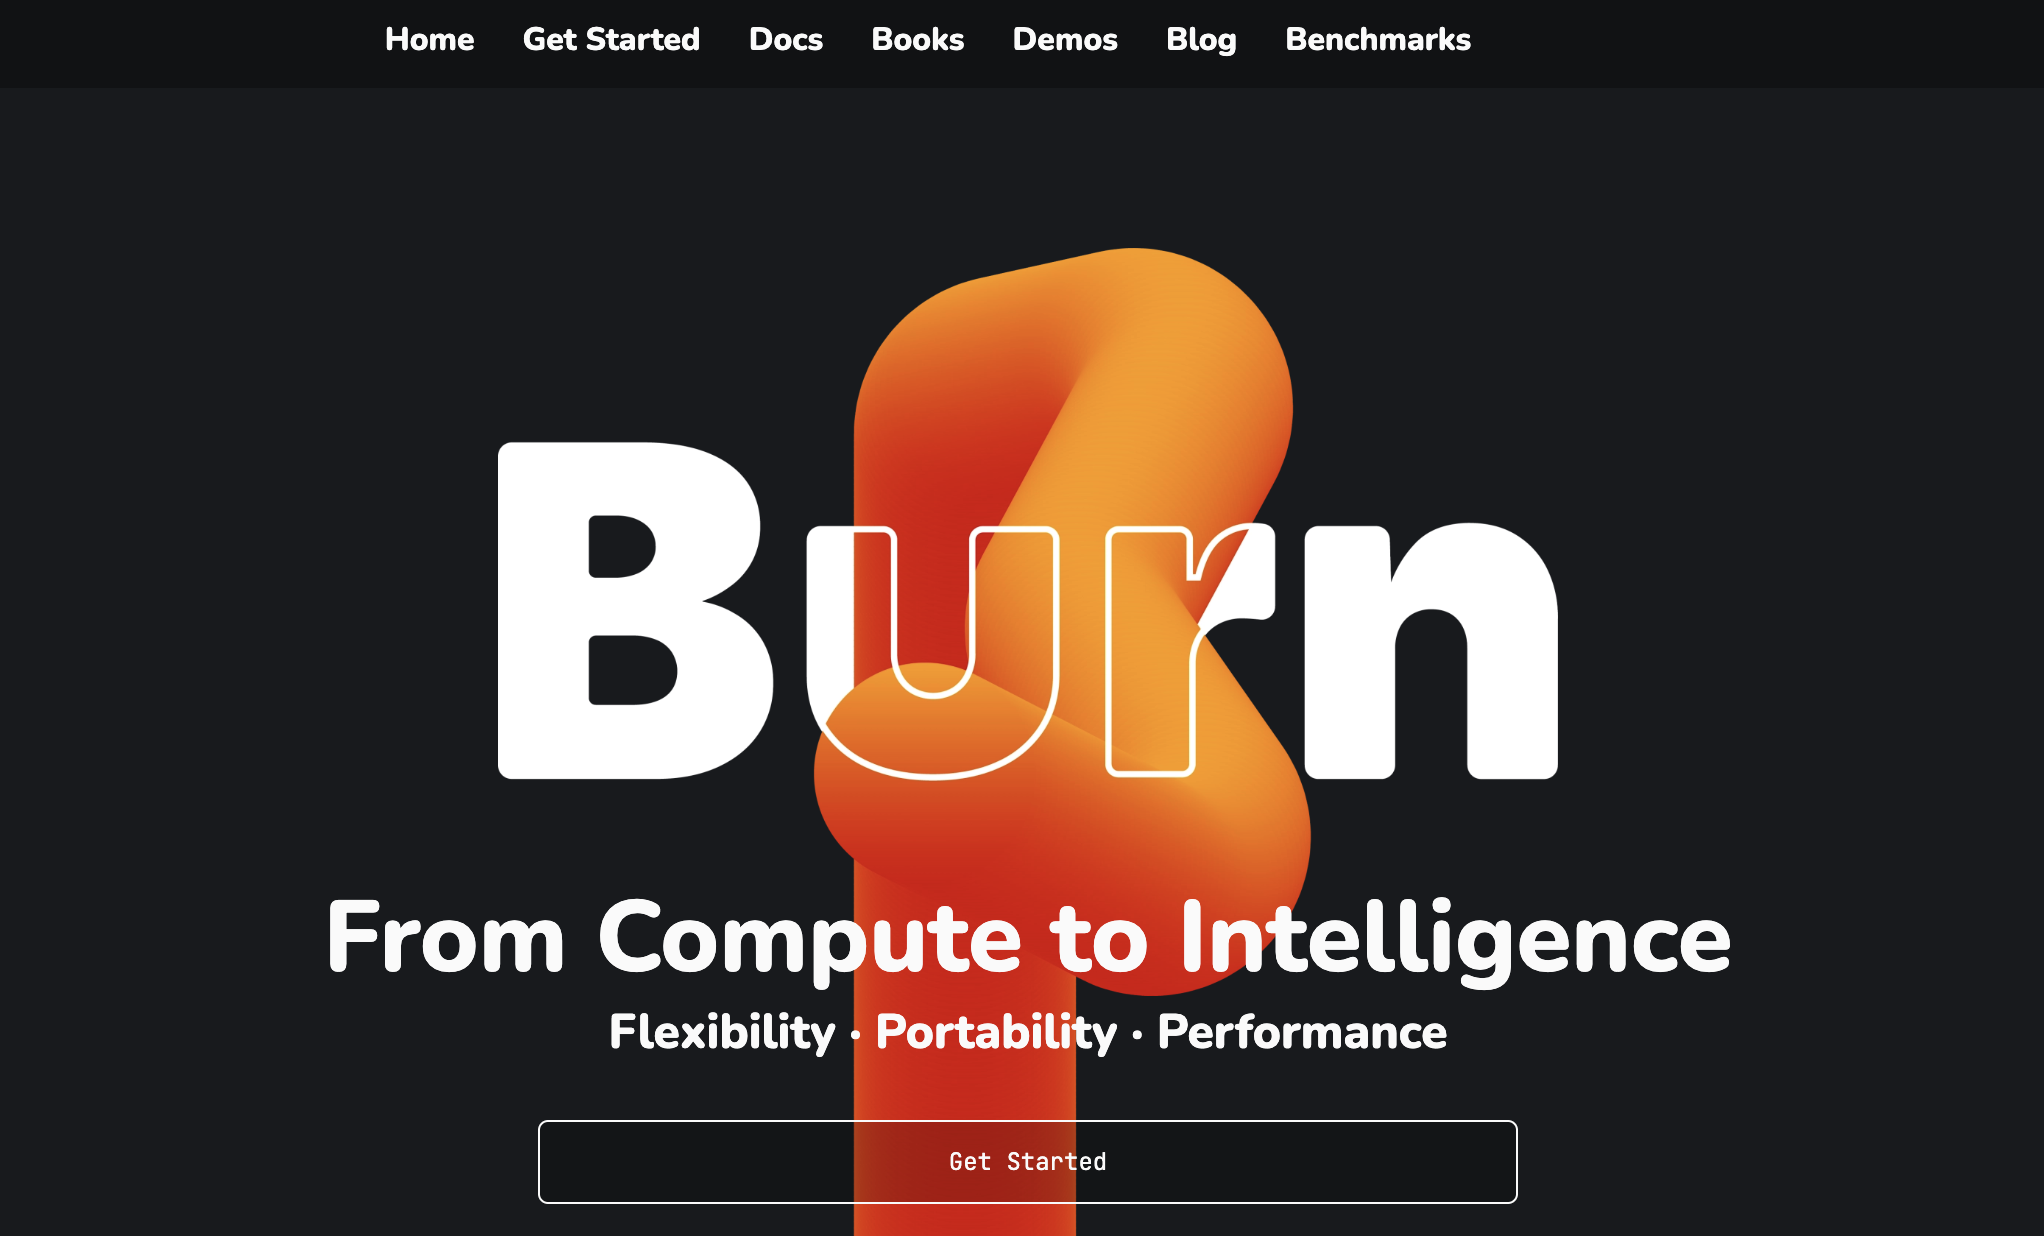 Home Get Started Docs Books Demos Blog Benchmarks
Burn
From Compute to Intelligence
Flexibility · Portability · Performance
Get Started